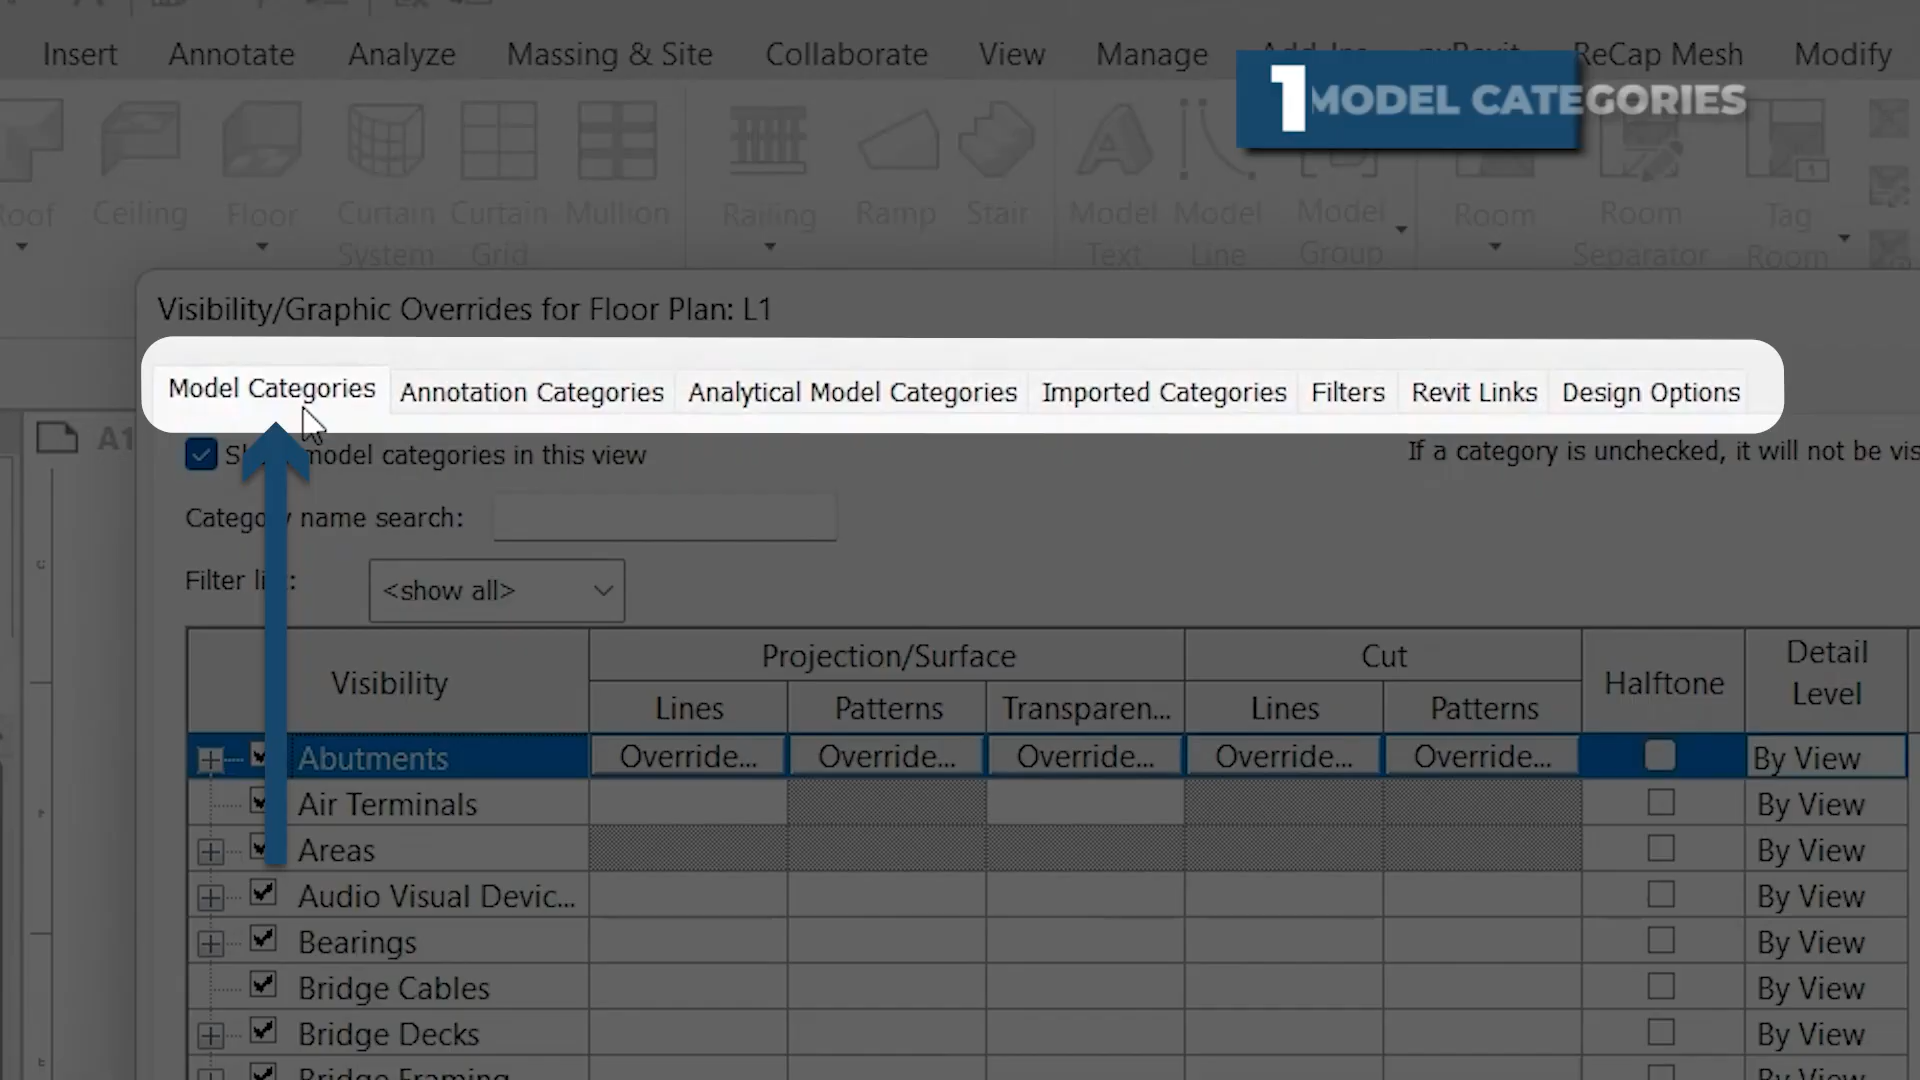 Insert Annotate Analyze Massing & Site Collaborate View Manage ReCap Mesh Modify
1 MODEL CATEGORIES
Ceiling Floor Curtain System Curtain Grid Mullion Railing Ramp Stair Model Text Model Line Model Group Room Room Separator Tag Room
Visibility/Graphic Overrides for Floor Plan: L1
Model Categories Annotation Categories Analytical Model Categories Imported Categories Filters Revit Links Design Options
A1
model categories in this view
If a category is unchecked, it will not be
name search:
Filter
<show all>
Visibility Projection/Surface Cut Halftone Detail Level
Lines Patterns Transparen... Lines Patterns
Abutments Override... Override... Override... Override... Override... By View
Air Terminals By View
Areas By View
Audio Visual Devic... By View
Bearings By View
Bridge Cables By View
Bridge Decks By View
Bridge Framing By View